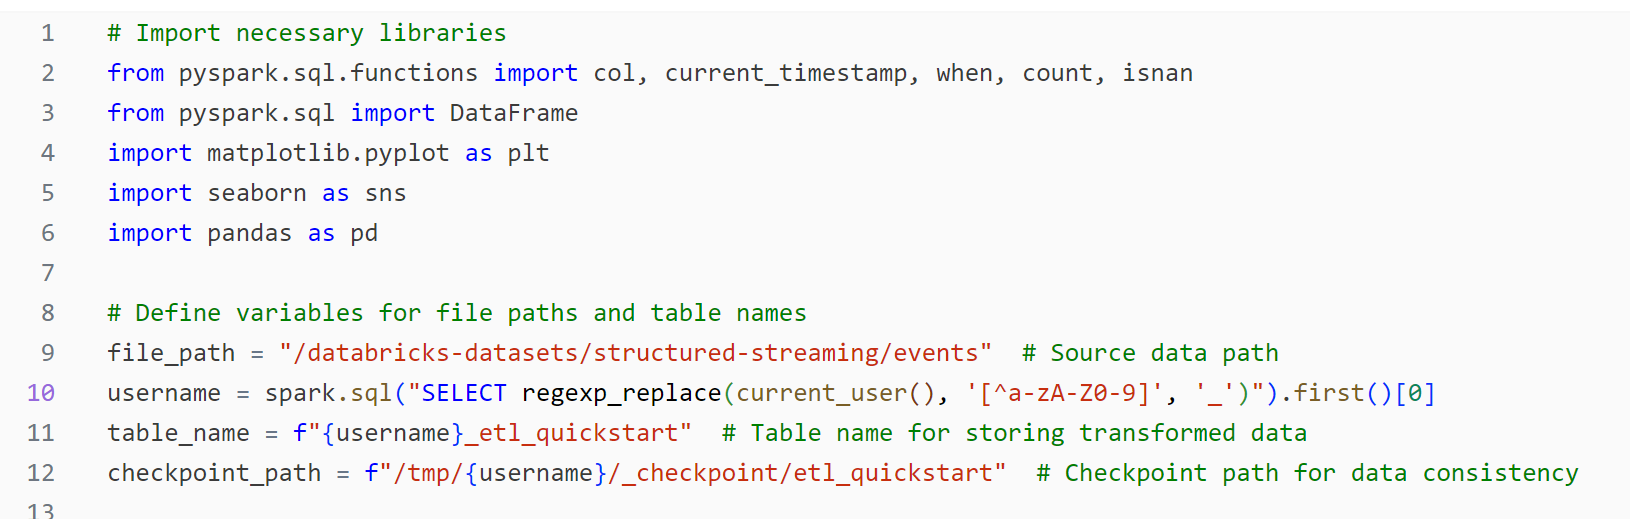 1 # Import necessary libraries
2 from pyspark.sql.functions import col, current_timestamp, when, count, isnan
3 from pyspark.sql import DataFrame
4 import matplotlib.pyplot as plt
5 import seaborn as sns
6 import pandas as pd
7
8 # Define variables for file paths and table names
9 file_path = "/databricks-datasets/structured-streaming/events"  # Source data path
10 username = spark.sql("SELECT regexp_replace(current_user(), '[^a-zA-Z0-9]', '_')").first()[0]
11 table_name = f"{username}_etl_quickstart"  # Table name for storing transformed data
12 checkpoint_path = f"/tmp/{username}/_checkpoint/etl_quickstart"  # Checkpoint path for data consistency
13